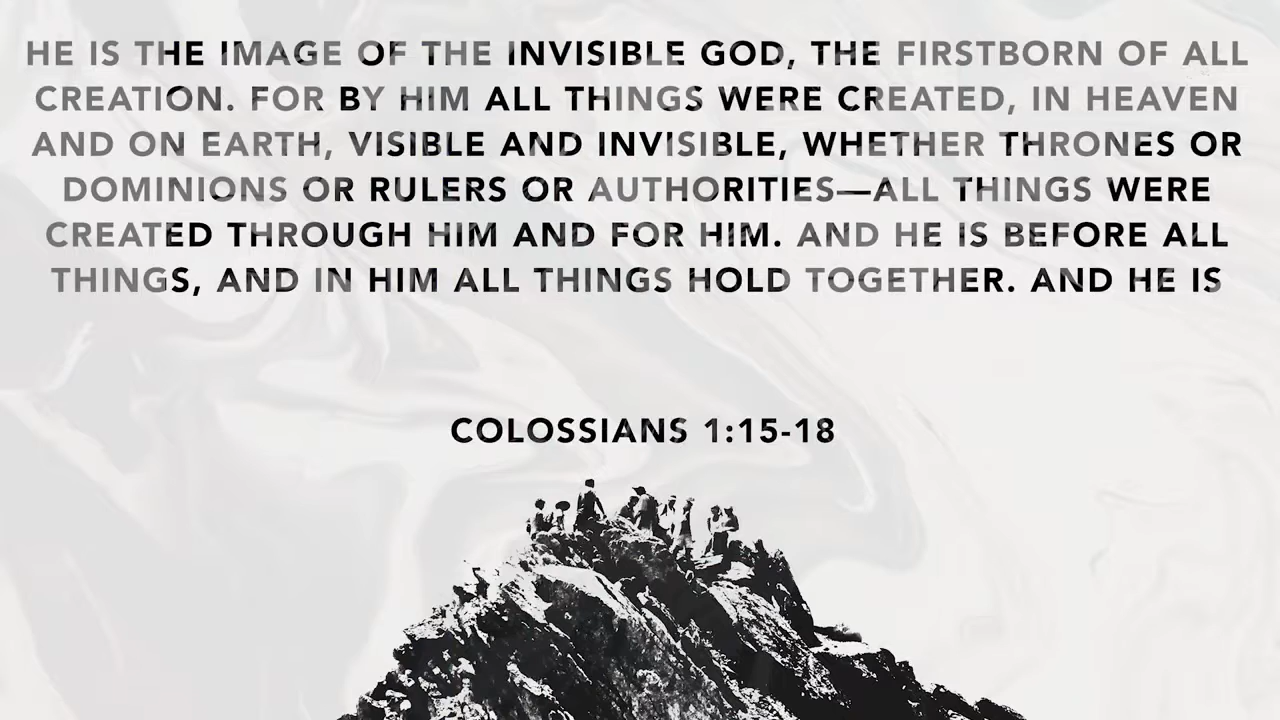 HE IS THE IMAGE OF THE INVISIBLE GOD, THE FIRSTBORN OF ALL
CREATION. FOR BY HIM ALL THINGS WERE CREATED, IN HEAVEN
AND ON EARTH, VISIBLE AND INVISIBLE, WHETHER THRONES OR
DOMINIONS OR RULERS OR AUTHORITIES—ALL THINGS WERE
CREATED THROUGH HIM AND FOR HIM. AND HE IS BEFORE ALL
THINGS, AND IN HIM ALL THINGS HOLD TOGETHER. AND HE IS
COLOSSIANS 1:15-18